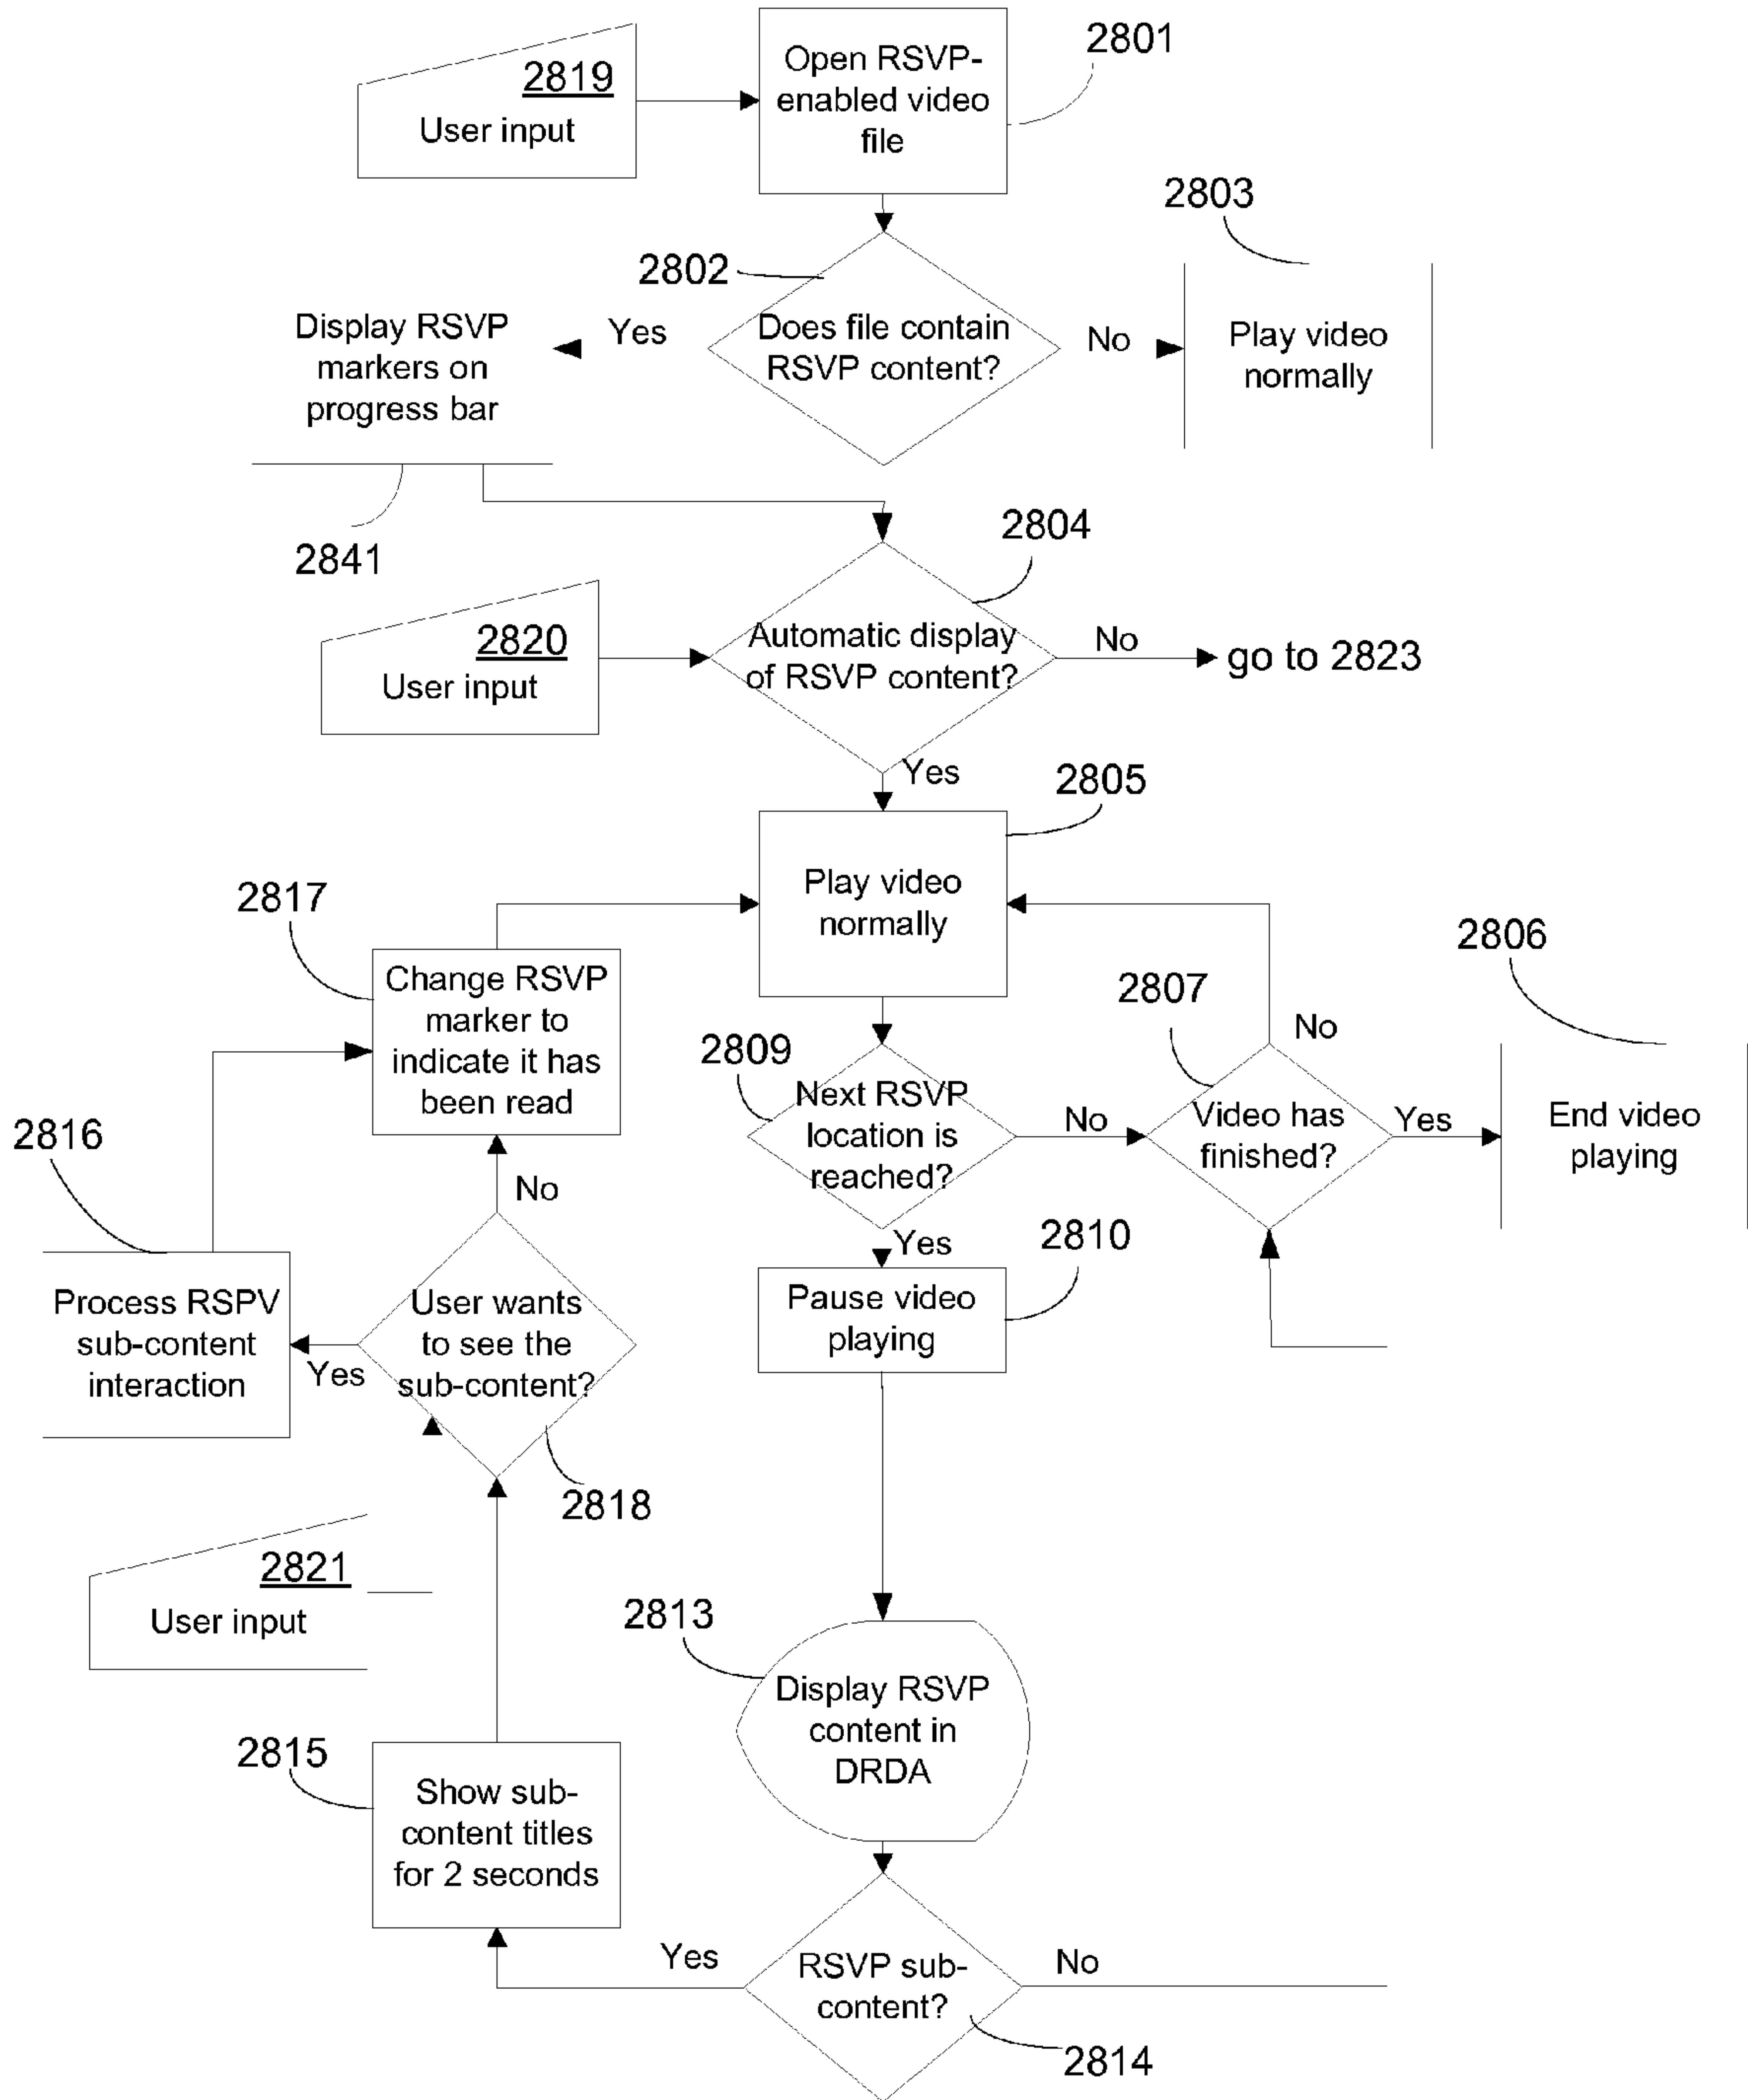 2819
User input
Open RSVP-
enabled video
file
2801
2803
2802
Does file contain
RSVP content?
Yes
No
Display RSVP
markers on
progress bar
Play video
normally
2841
2804
2820
User input
Automatic display
of RSVP content?
No
go to 2823
Yes
2805
Play video
normally
2817
Change RSVP
marker to
indicate it has
been read
2806
2807
No
2809
Next RSVP
location is
reached?
No
Video has
finished?
Yes
End video
playing
2816
No
Yes
2810
Process RSPV
sub-content
interaction
Yes
User wants
to see the
sub-content?
Pause video
playing
2818
2821
User input
2813
Display RSVP
content in
DRDA
2815
Show sub-
content titles
for 2 seconds
Yes
RSVP sub-
content?
No
2814